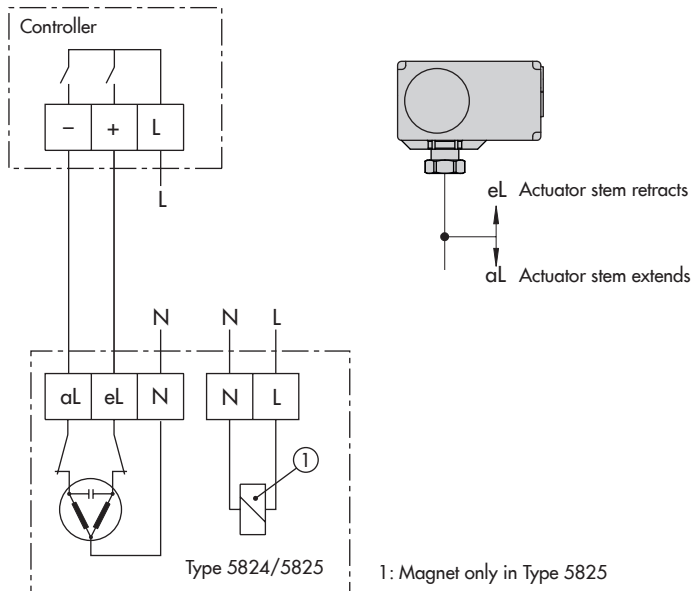 Controller
– + L
L
eL Actuator stem retracts
aL Actuator stem extends
N N L
aL eL N N L
1
Type 5824/5825
1: Magnet only in Type 5825